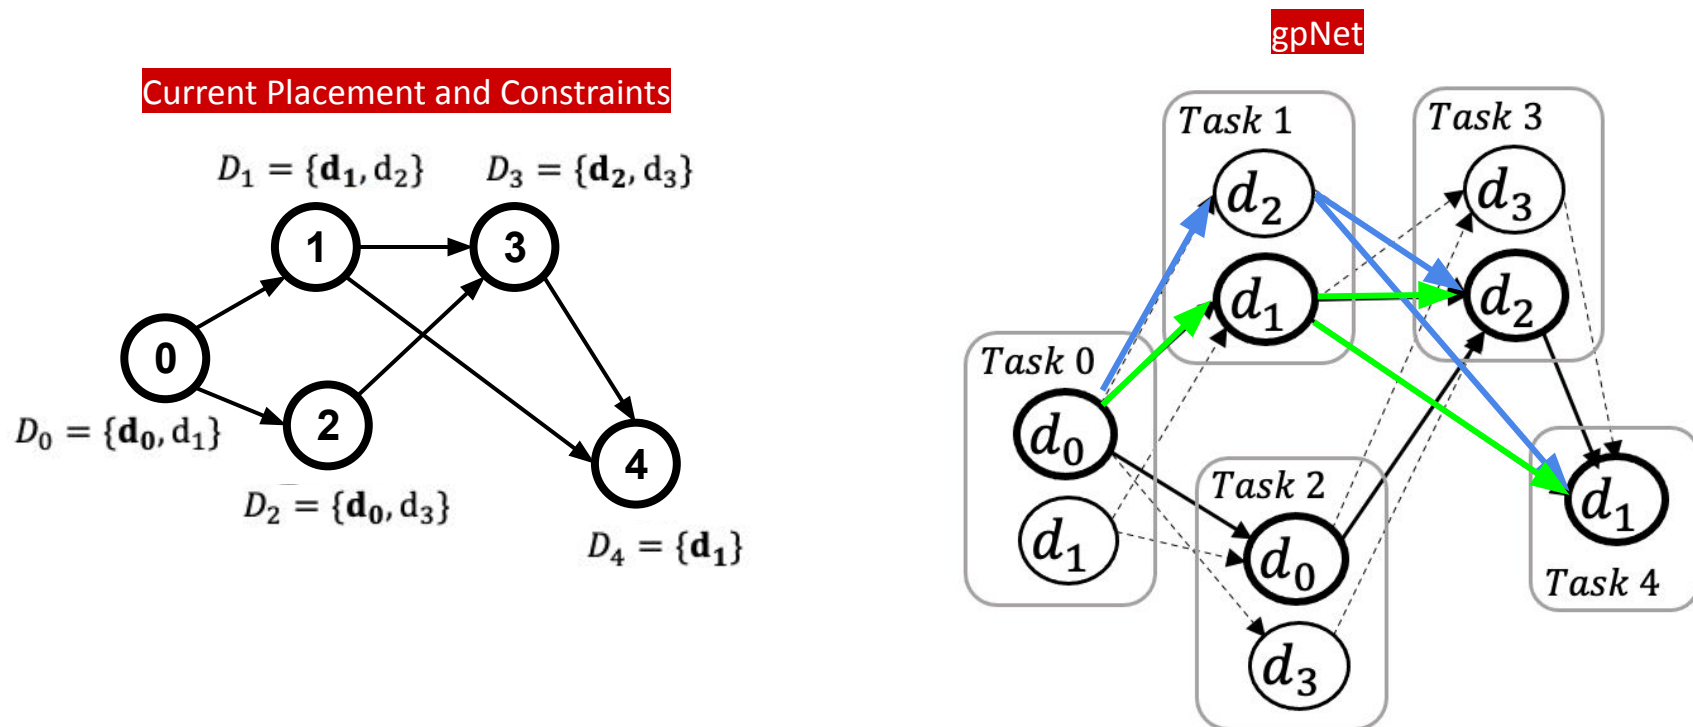 gpNet
Current Placement and Constraints
D₁ = {𝐝₁, d₂}
D₃ = {𝐝₂, d₃}
1
3
0
2
4
D₀ = {𝐝₀, d₁}
D₂ = {𝐝₀, d₃}
D₄ = {𝐝₁}
Task 1
d₂
d₁
Task 3
d₃
d₂
Task 0
d₀
d₁
Task 2
d₀
d₃
d₁
Task 4